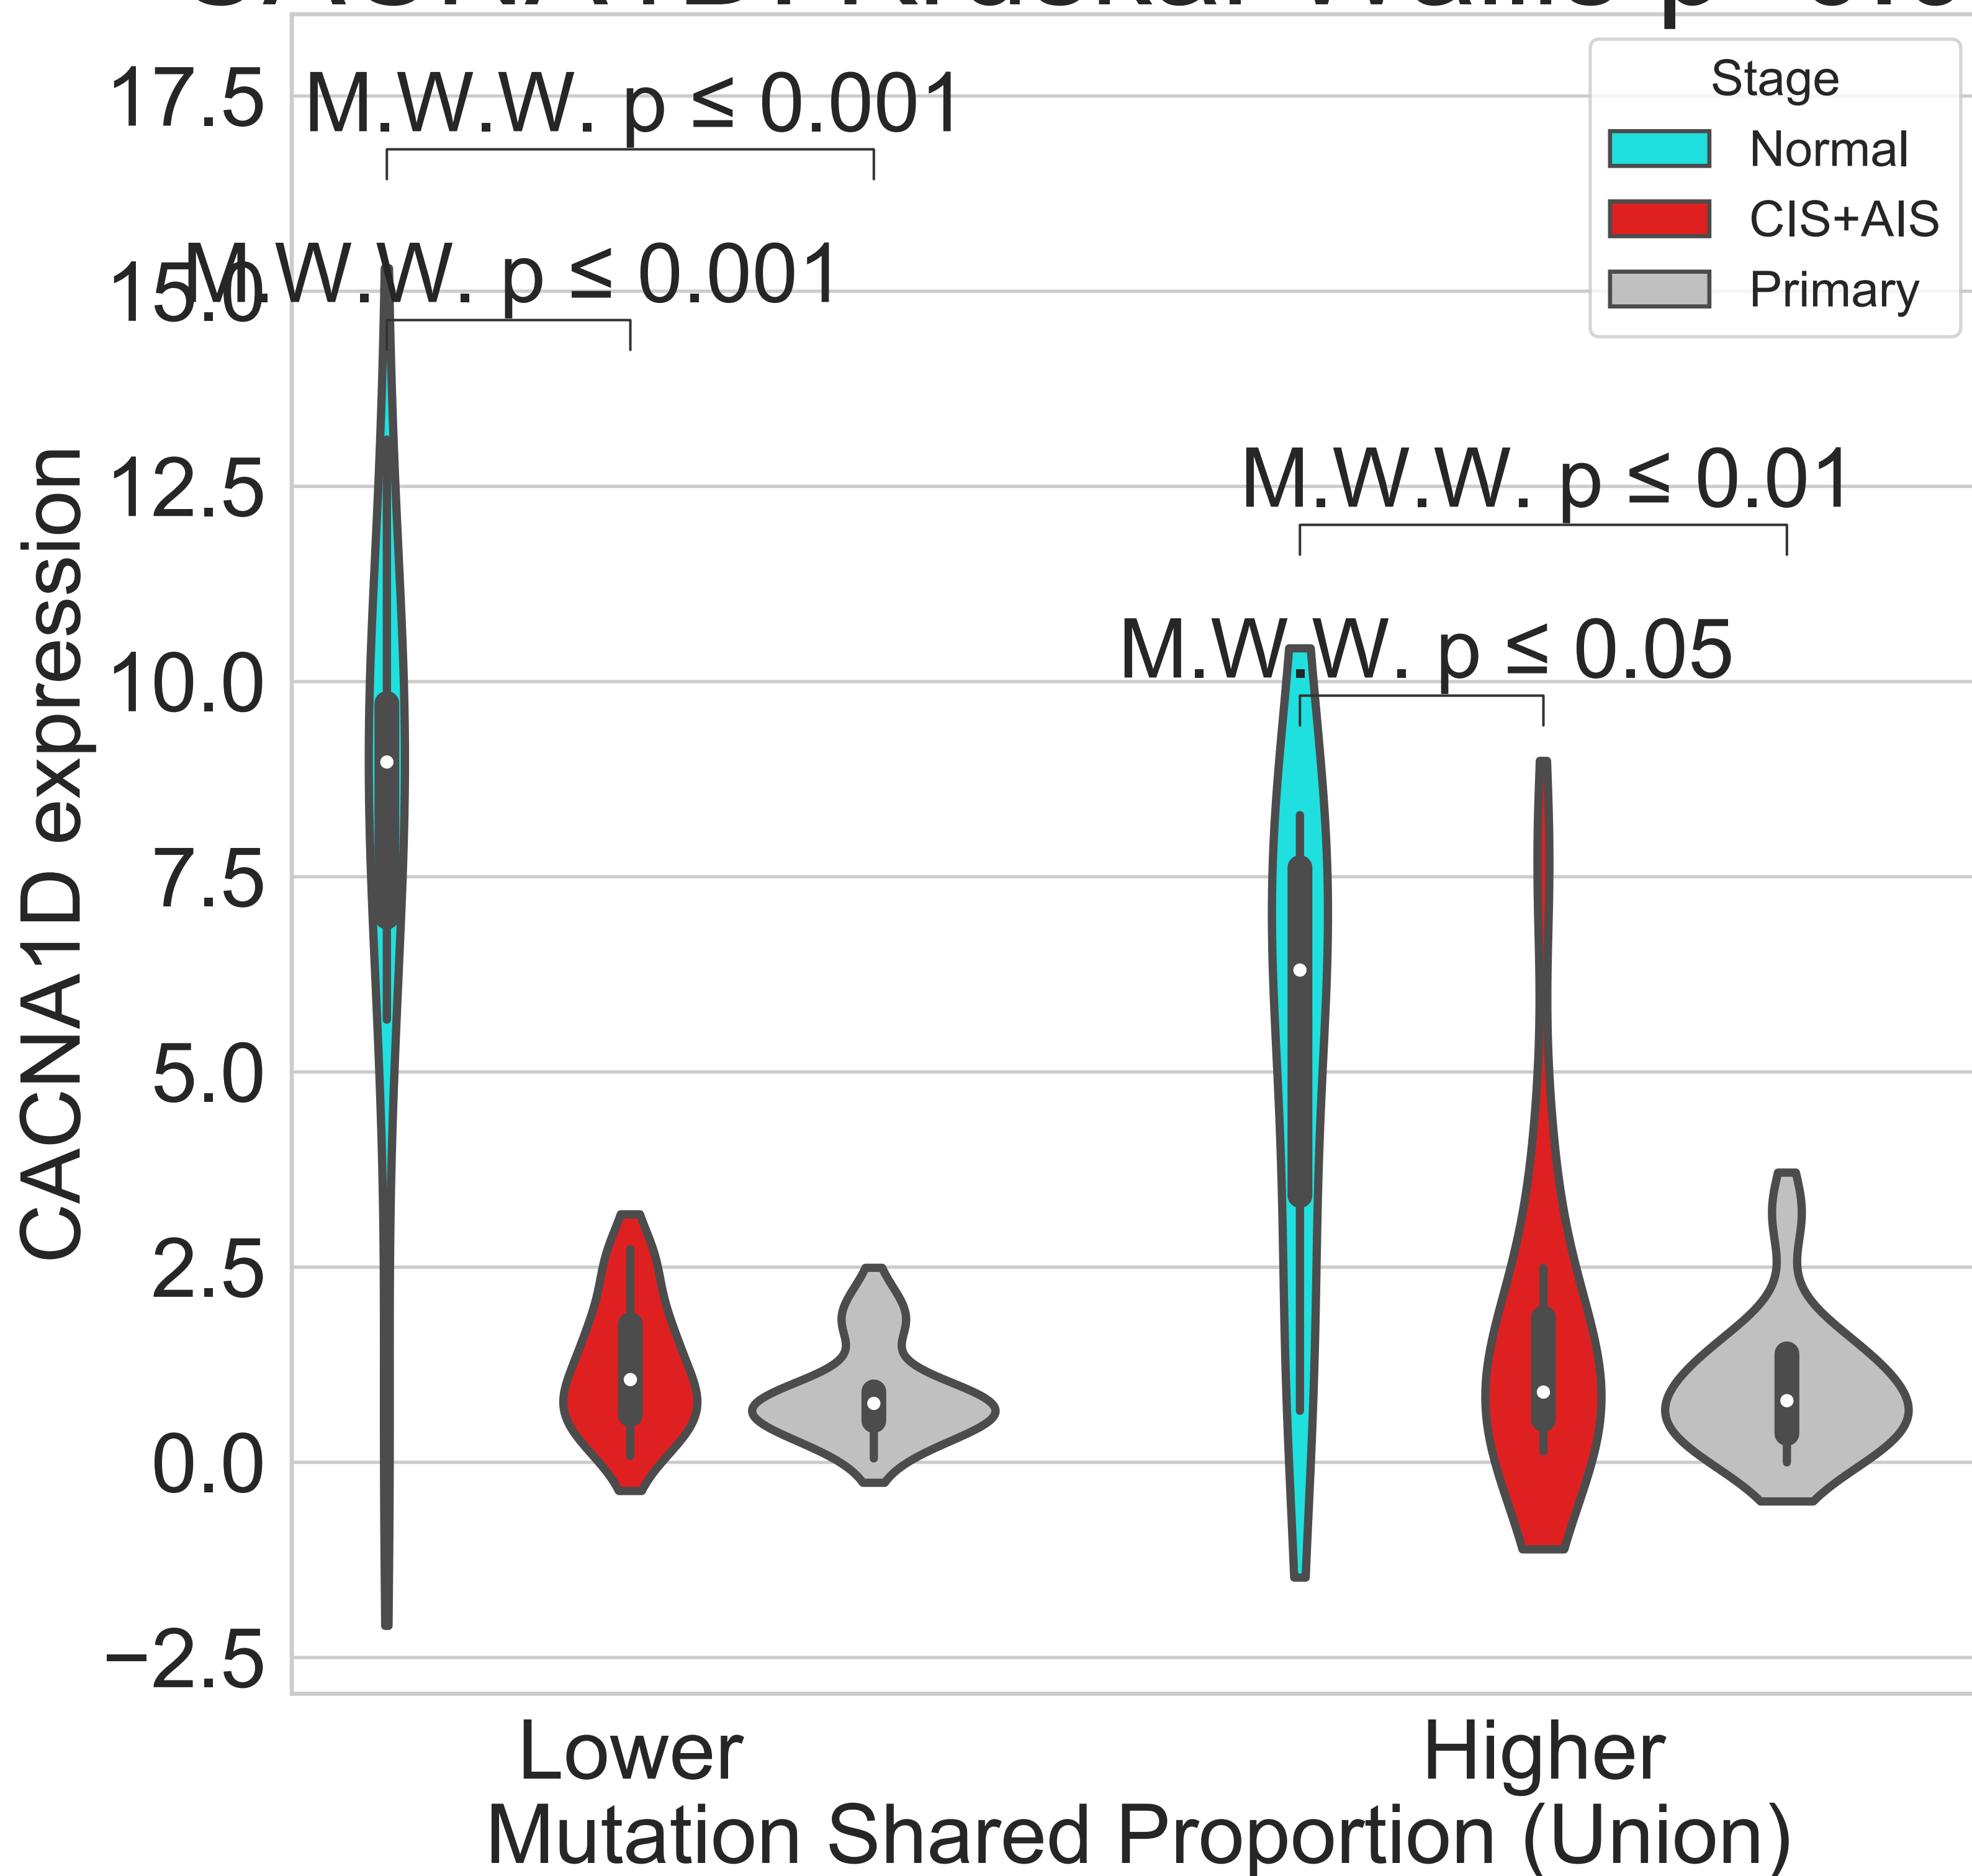 17.5
M.W.W. p ≤ 0.001
Stage
Normal
CIS+AIS
Primary
15.0
M.W.W. p ≤ 0.001
12.5
M.W.W. p ≤ 0.01
10.0
M.W.W. p ≤ 0.05
7.5
5.0
2.5
0.0
−2.5
CACNA1D expression
Lower
Higher
Mutation Shared Proportion (Union)